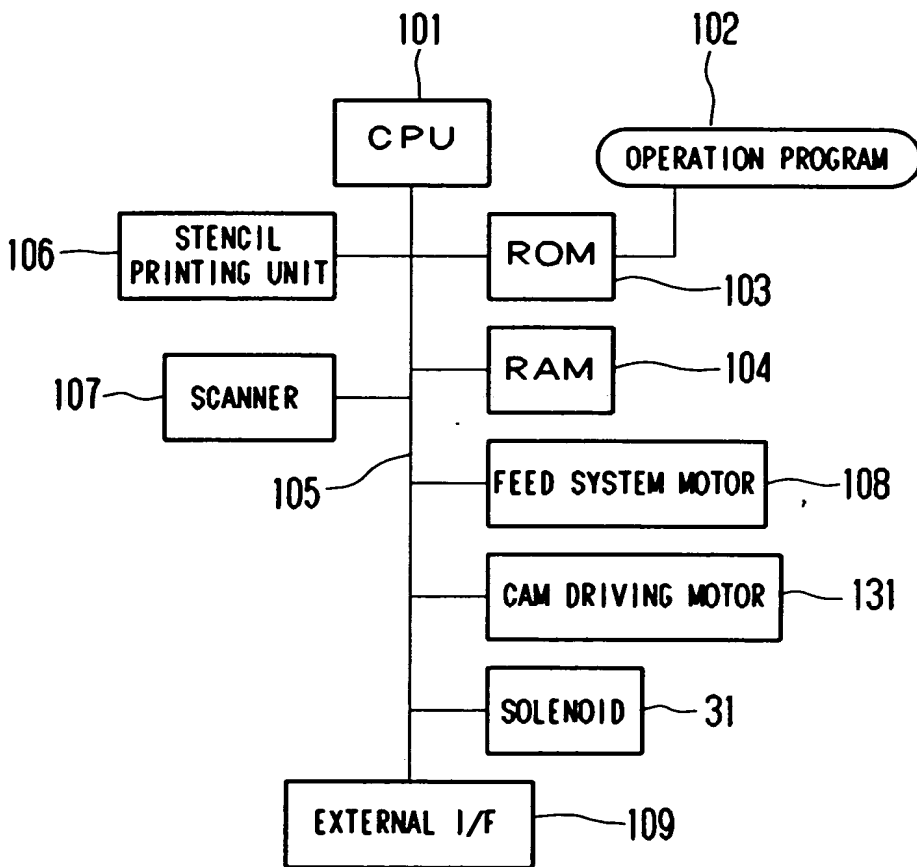 101
102
CPU
OPERATION PROGRAM
106
STENCIL
PRINTING UNIT
ROM
103
107
SCANNER
RAM
104
105
FEED SYSTEM MOTOR
108
CAM DRIVING MOTOR
131
SOLENOID
31
EXTERNAL I/F
109